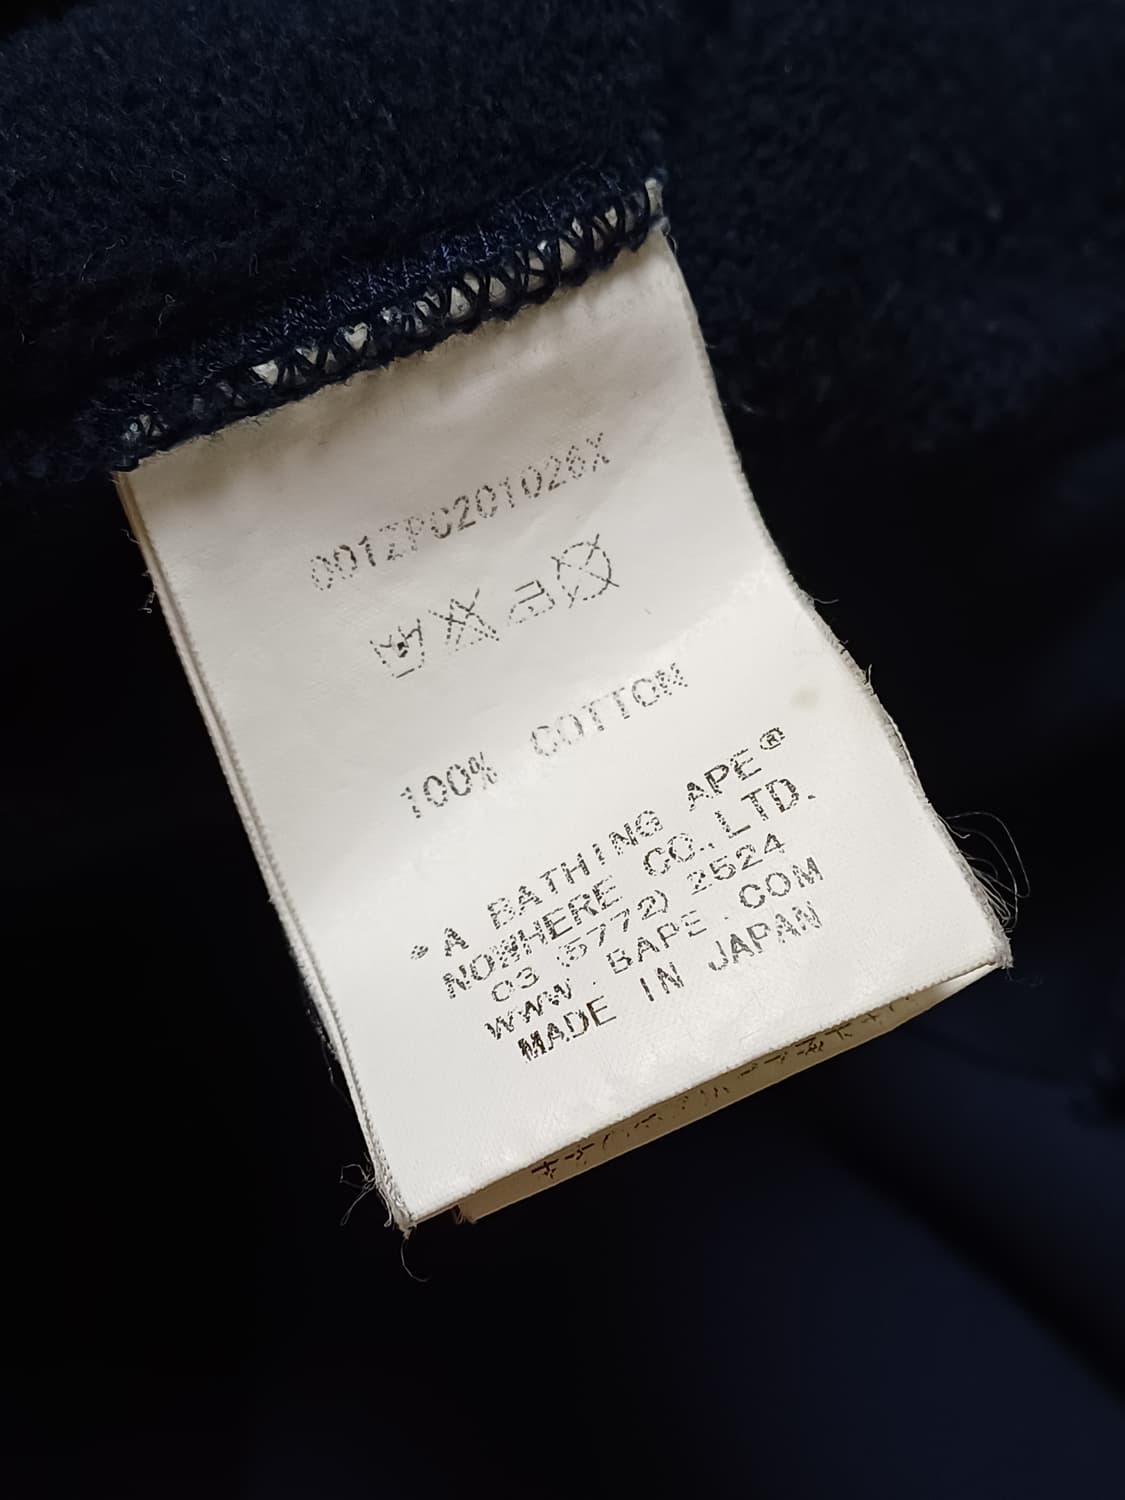 001ZPC201026X
100% COTTON
*A BATHING APE®
NOWHERE CO., LTD.
03 (5772) 2524
WWW.BAPE.COM
MADE IN JAPAN